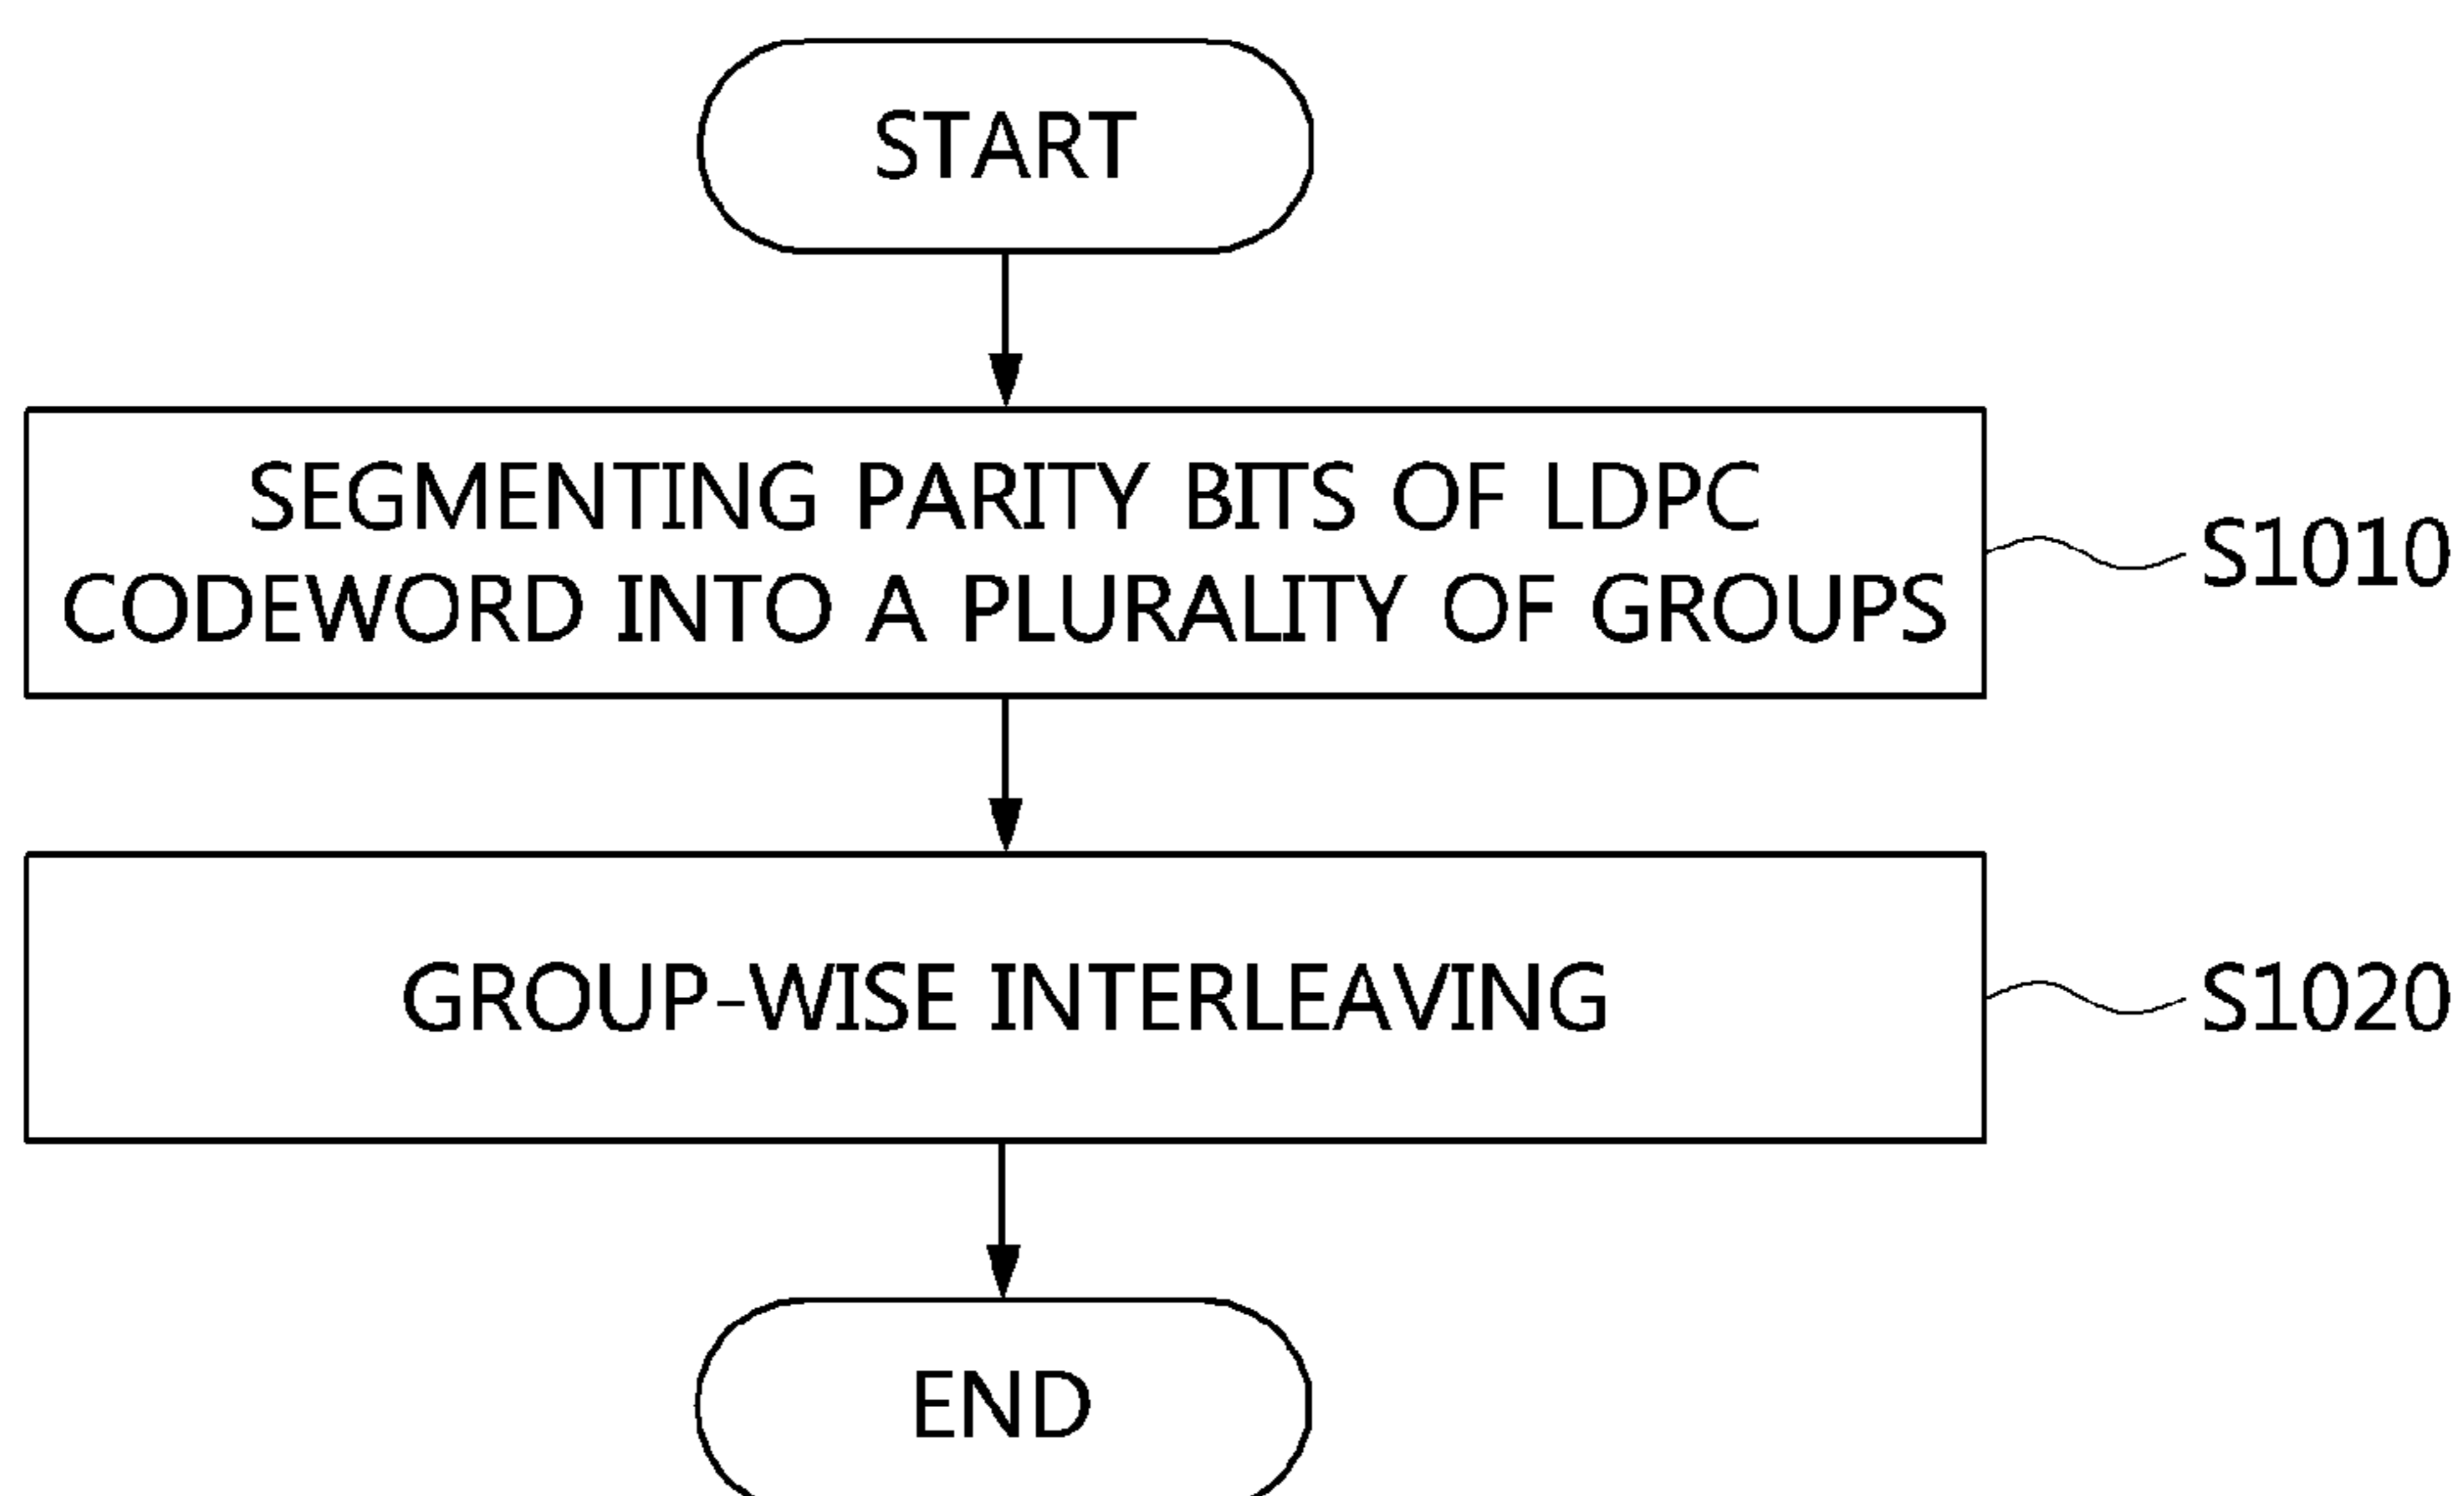 START
SEGMENTING PARITY BITS OF LDPC
CODEWORD INTO A PLURALITY OF GROUPS
S1010
GROUP-WISE INTERLEAVING
S1020
END